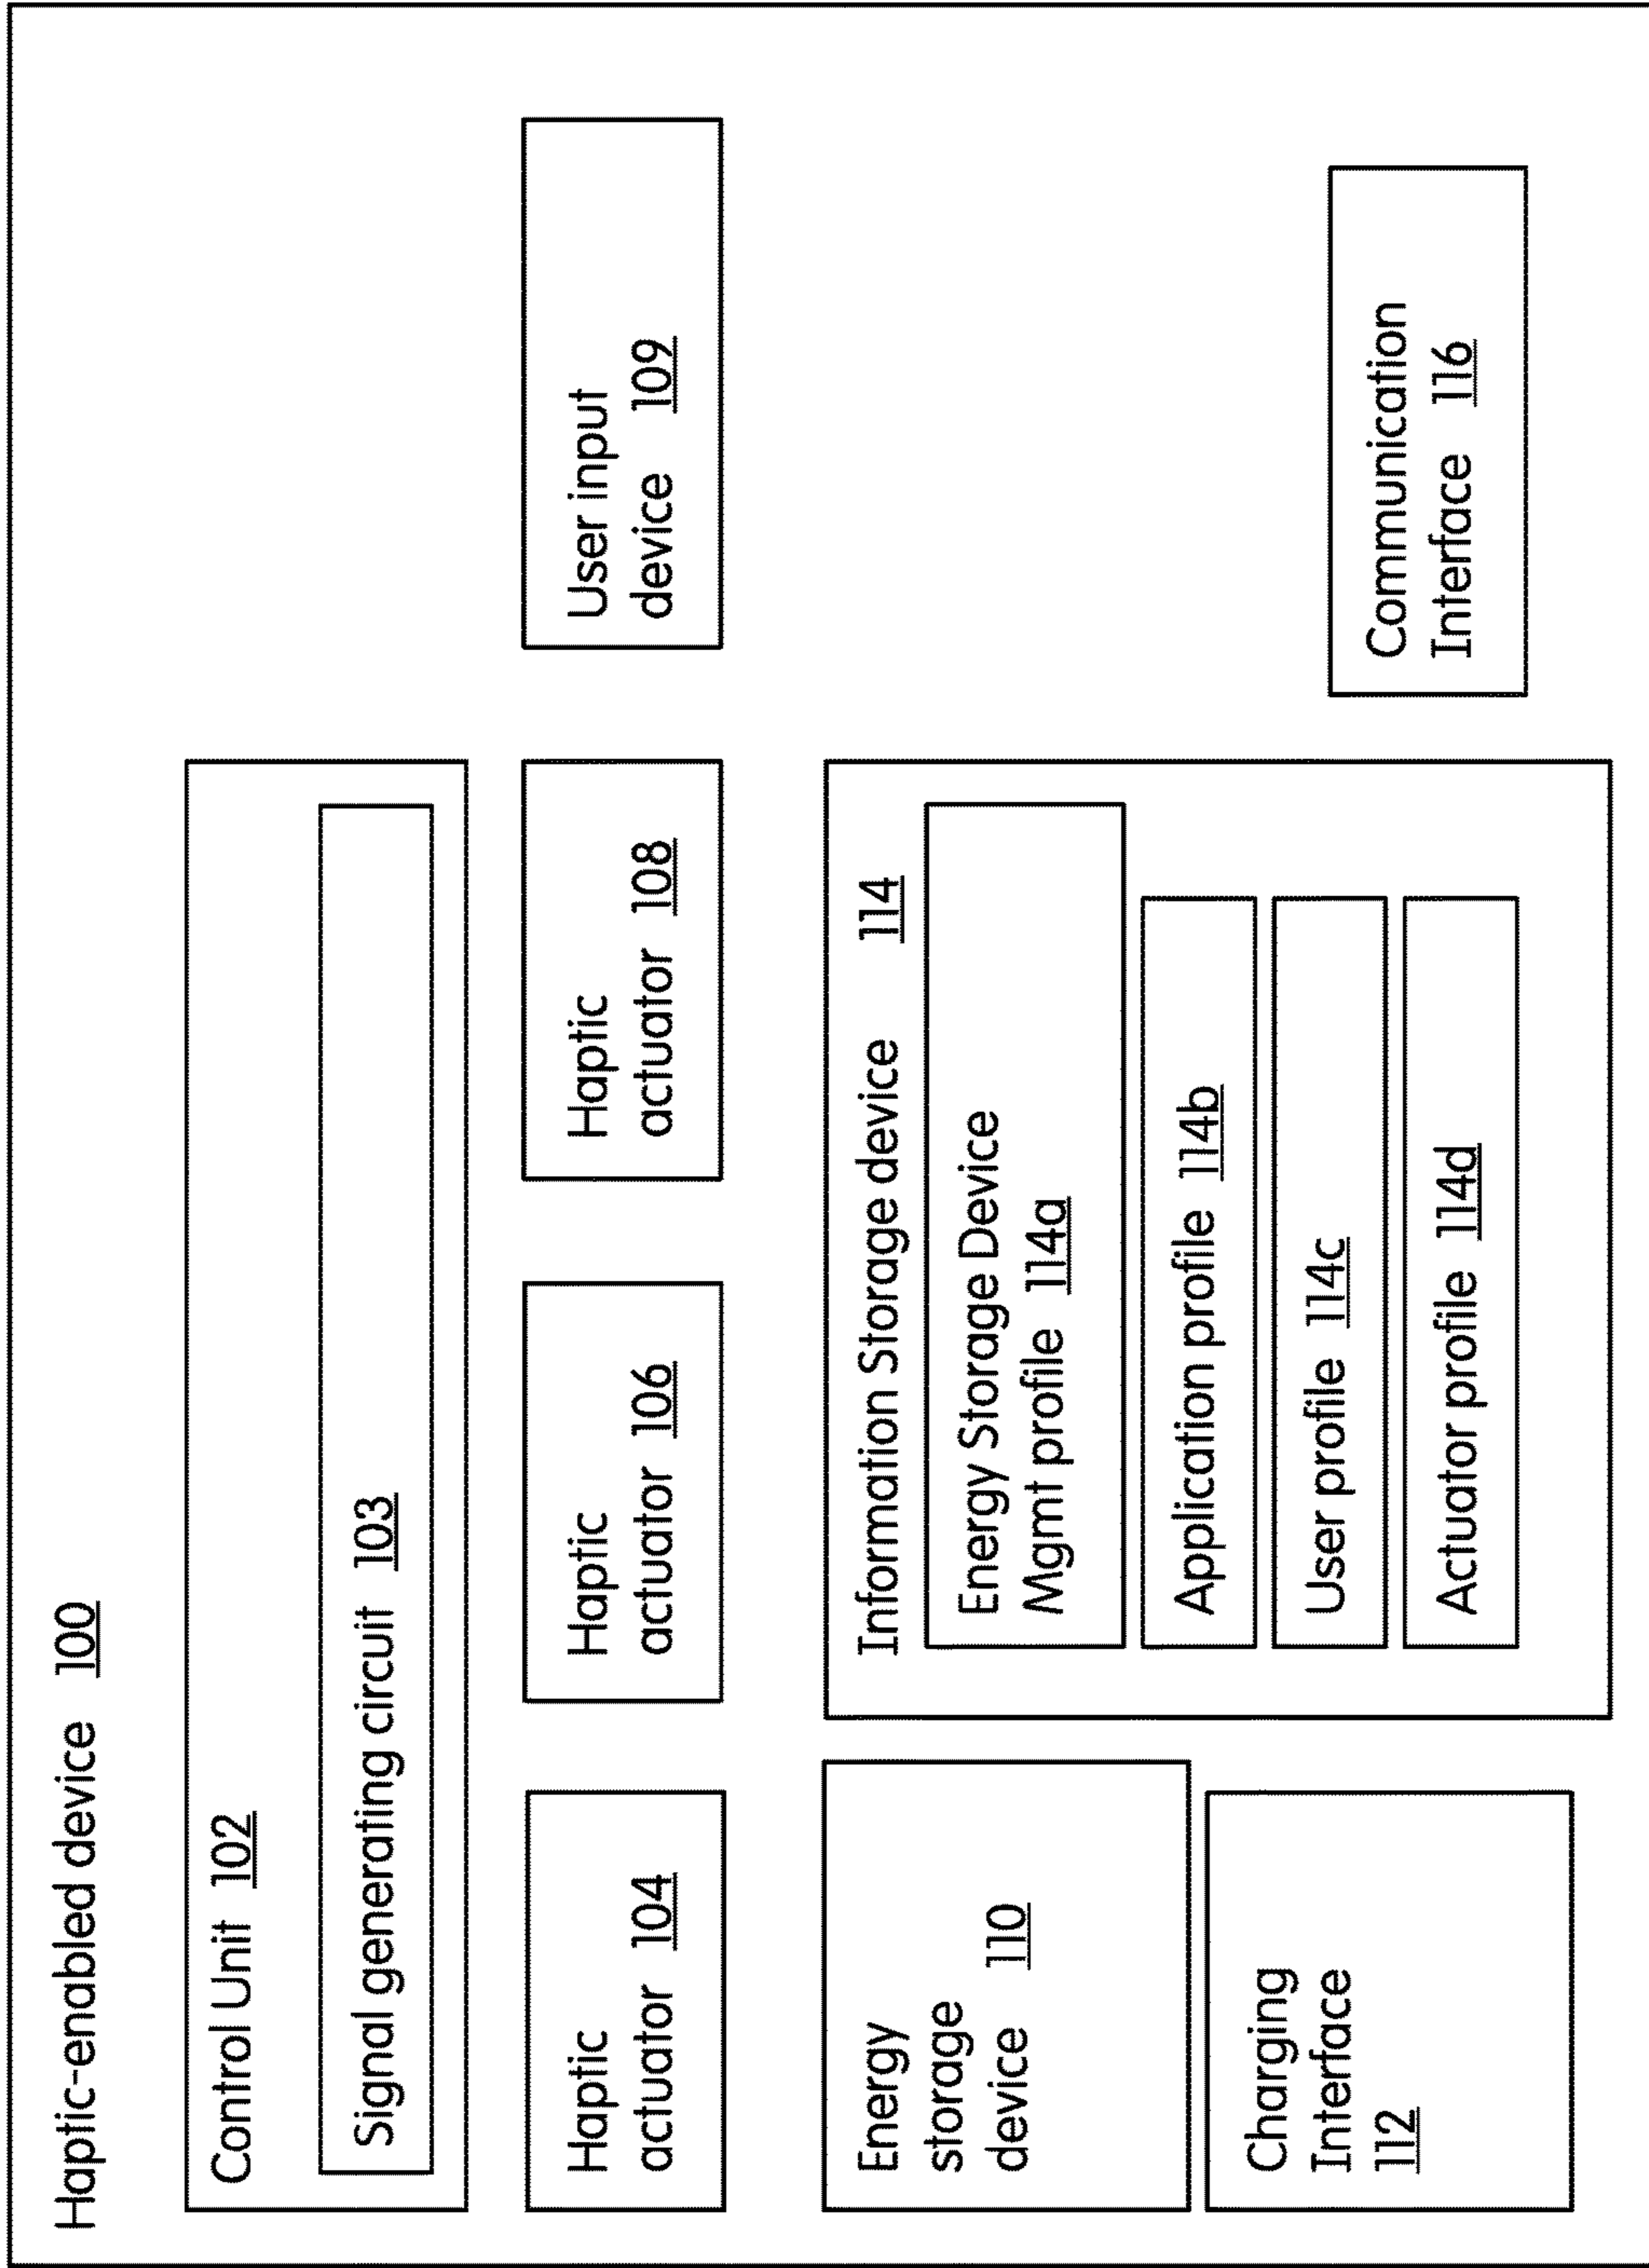 Haptic-enabled device 100
Control Unit 102
Signal generating circuit 103
Haptic
actuator 104
Haptic
actuator 106
Haptic
actuator 108
User input
device 109
Energy
storage
device 110
Charging
Interface
112
Information Storage device 114
Energy Storage Device
Mgmt profile 114a
Application profile 114b
User profile 114c
Actuator profile 114d
Communication
Interface 116